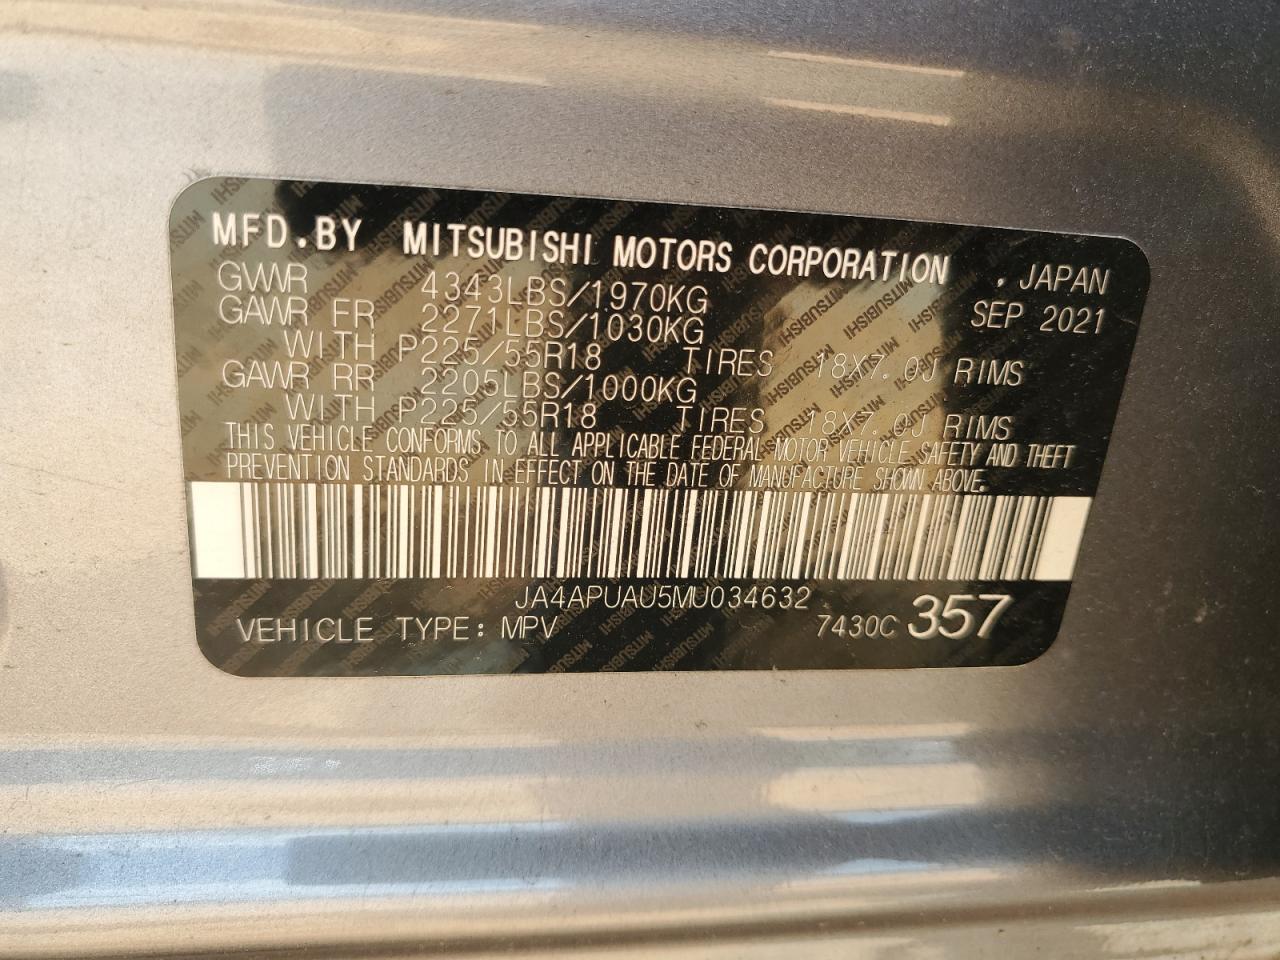 MFD.BY MITSUBISHI MOTORS CORPORATION , JAPAN
GVWR 4343LBS/1970KG SEP 2021
GAWR FR 2271LBS/1030KG
WITH P225/55R18 TIRES 18X7.0J RIMS
GAWR RR 2205LBS/1000KG
WITH P225/55R18 TIRES 18X7.0J RIMS
THIS VEHICLE CONFORMS TO ALL APPLICABLE FEDERAL MOTOR VEHICLE SAFETY AND THEFT
PREVENTION STANDARDS IN EFFECT ON THE DATE OF MANUFACTURE SHOWN ABOVE.
JA4APUAU5MU034632
VEHICLE TYPE: MPV 7430C 357